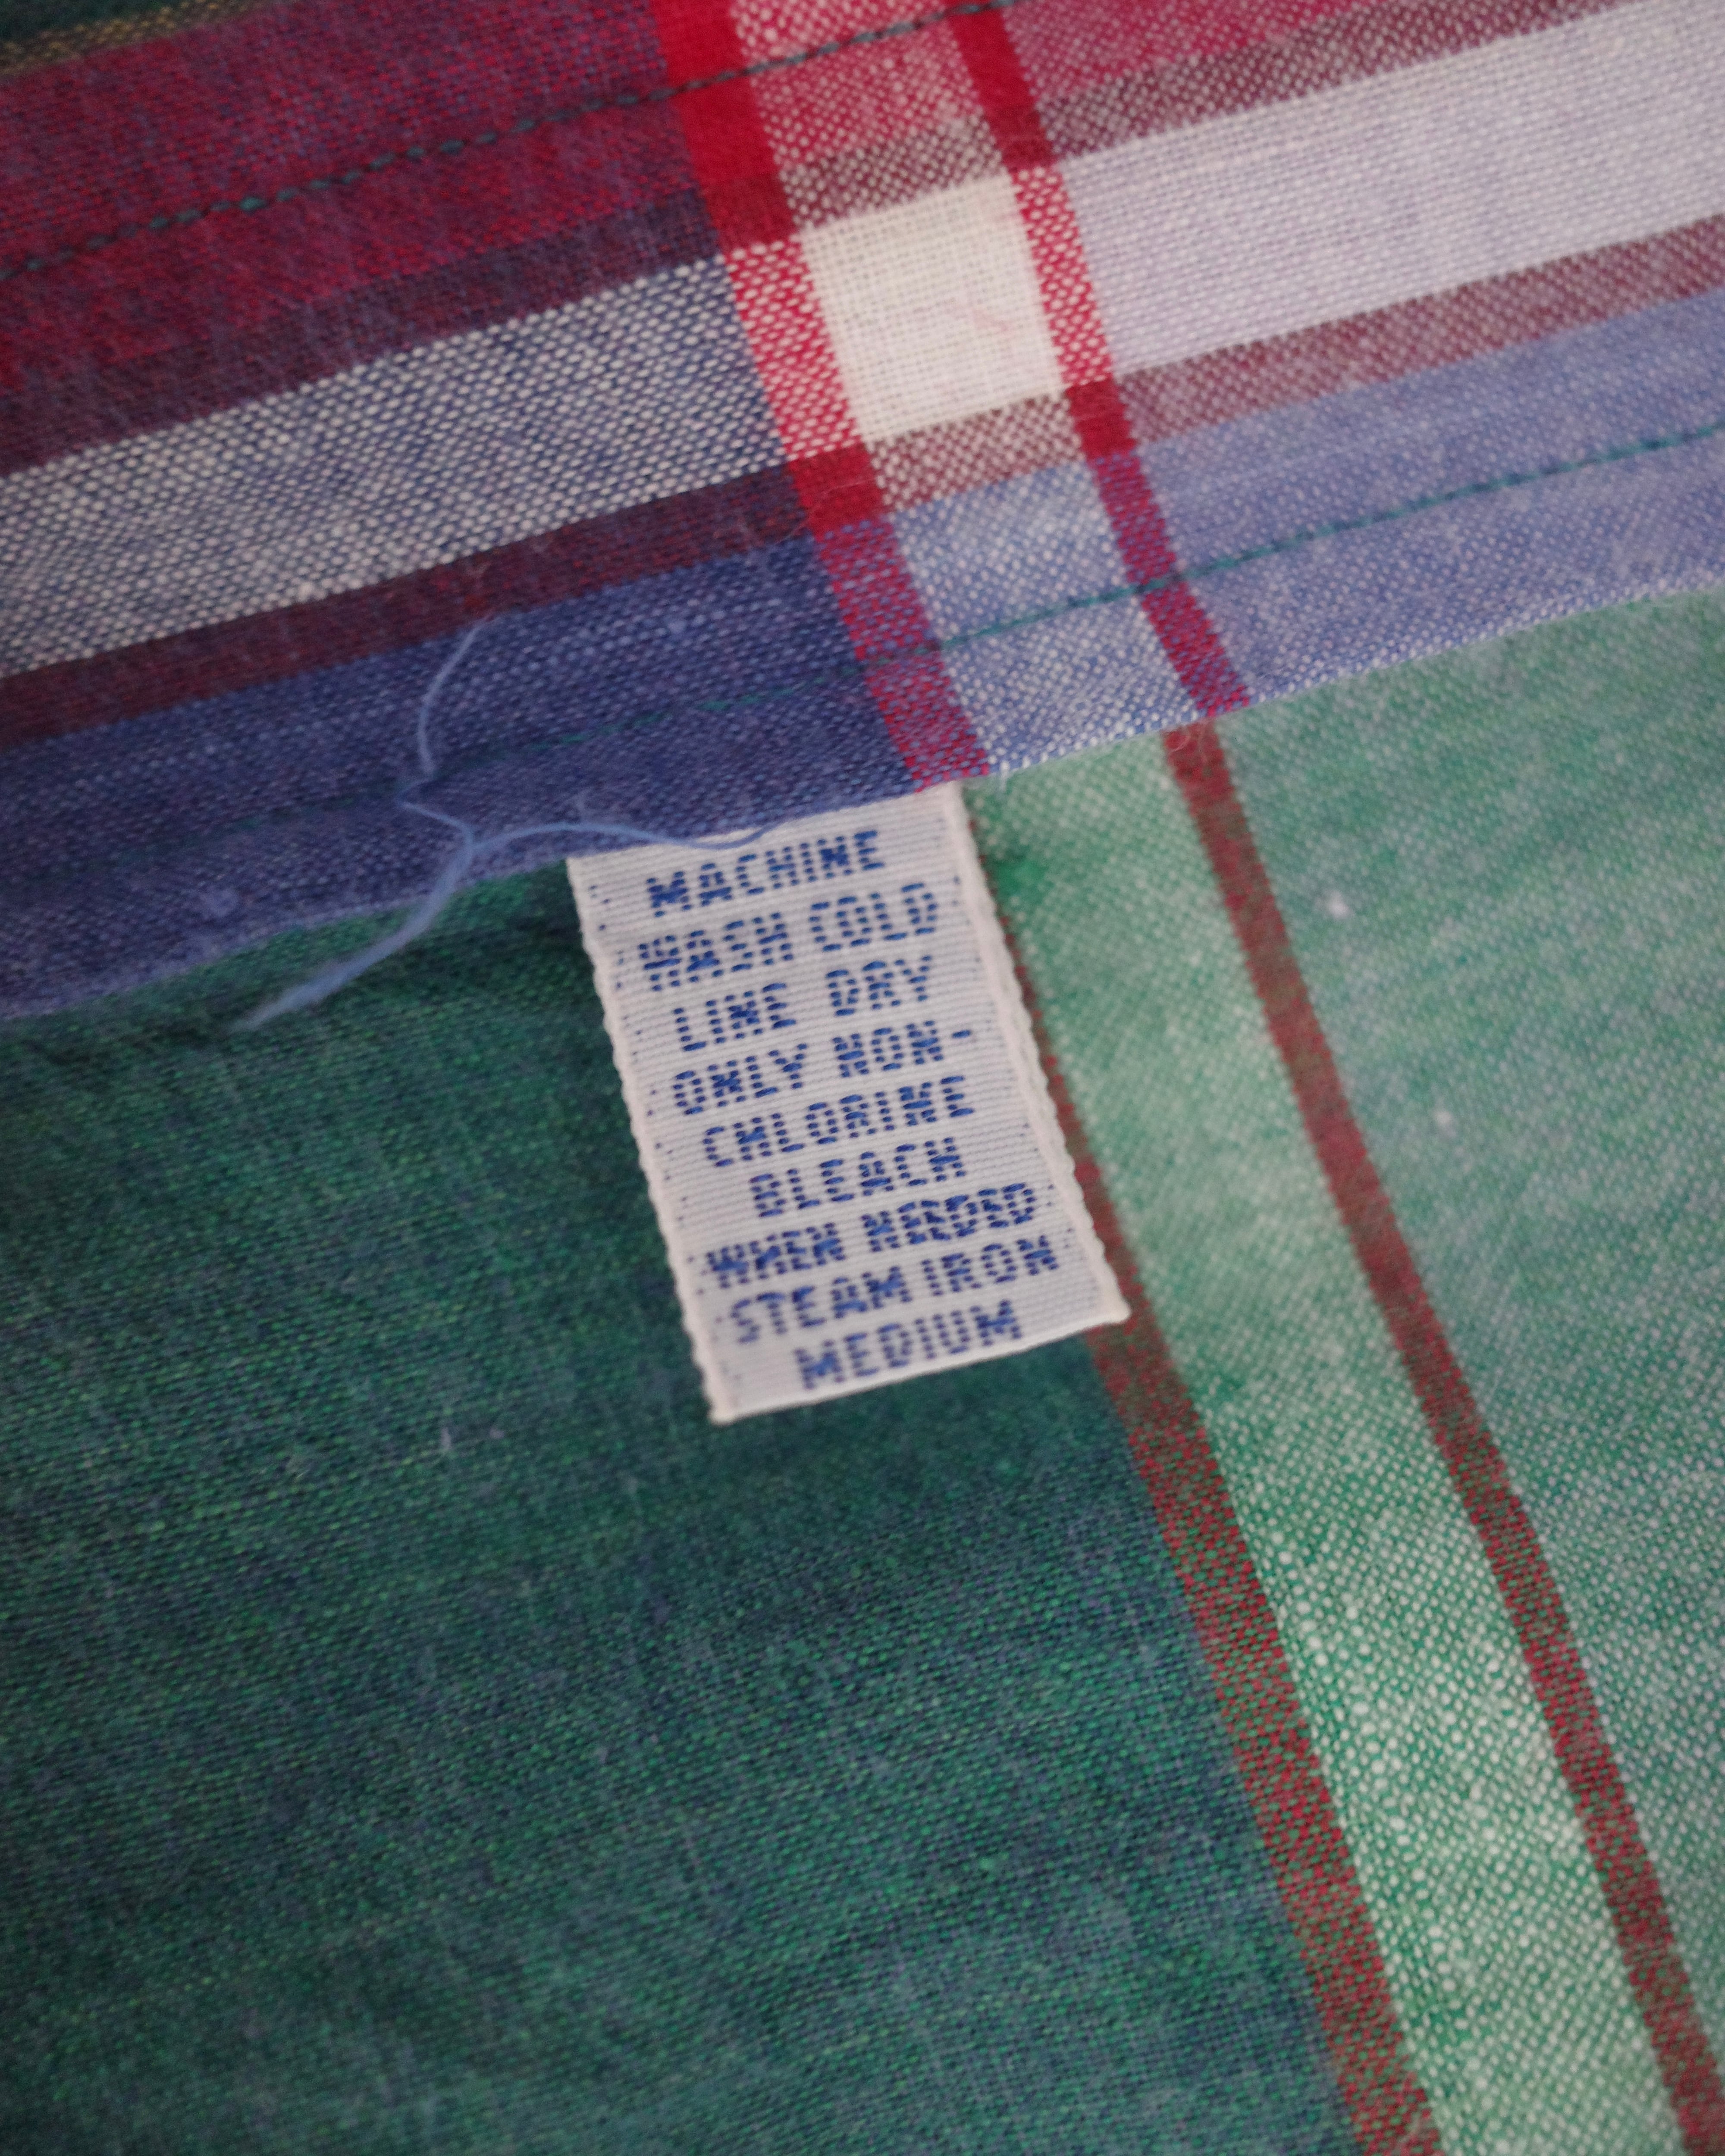 MACHINE
WASH COLD
LINE DRY
ONLY NON-
CHLORINE
BLEACH
WHEN NEEDED
STEAM IRON
MEDIUM